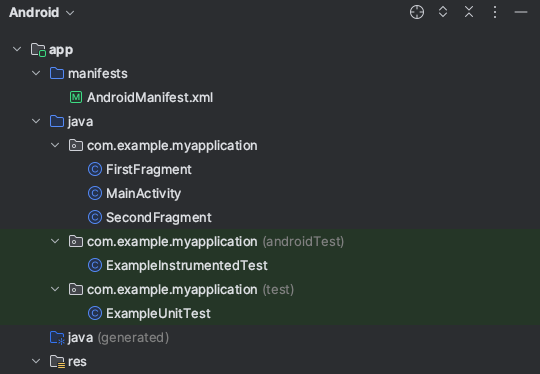 Android
app
manifests
M AndroidManifest.xml
java
com.example.myapplication
C FirstFragment
C MainActivity
C SecondFragment
com.example.myapplication (androidTest)
C ExampleInstrumentedTest
com.example.myapplication (test)
C ExampleUnitTest
java (generated)
res